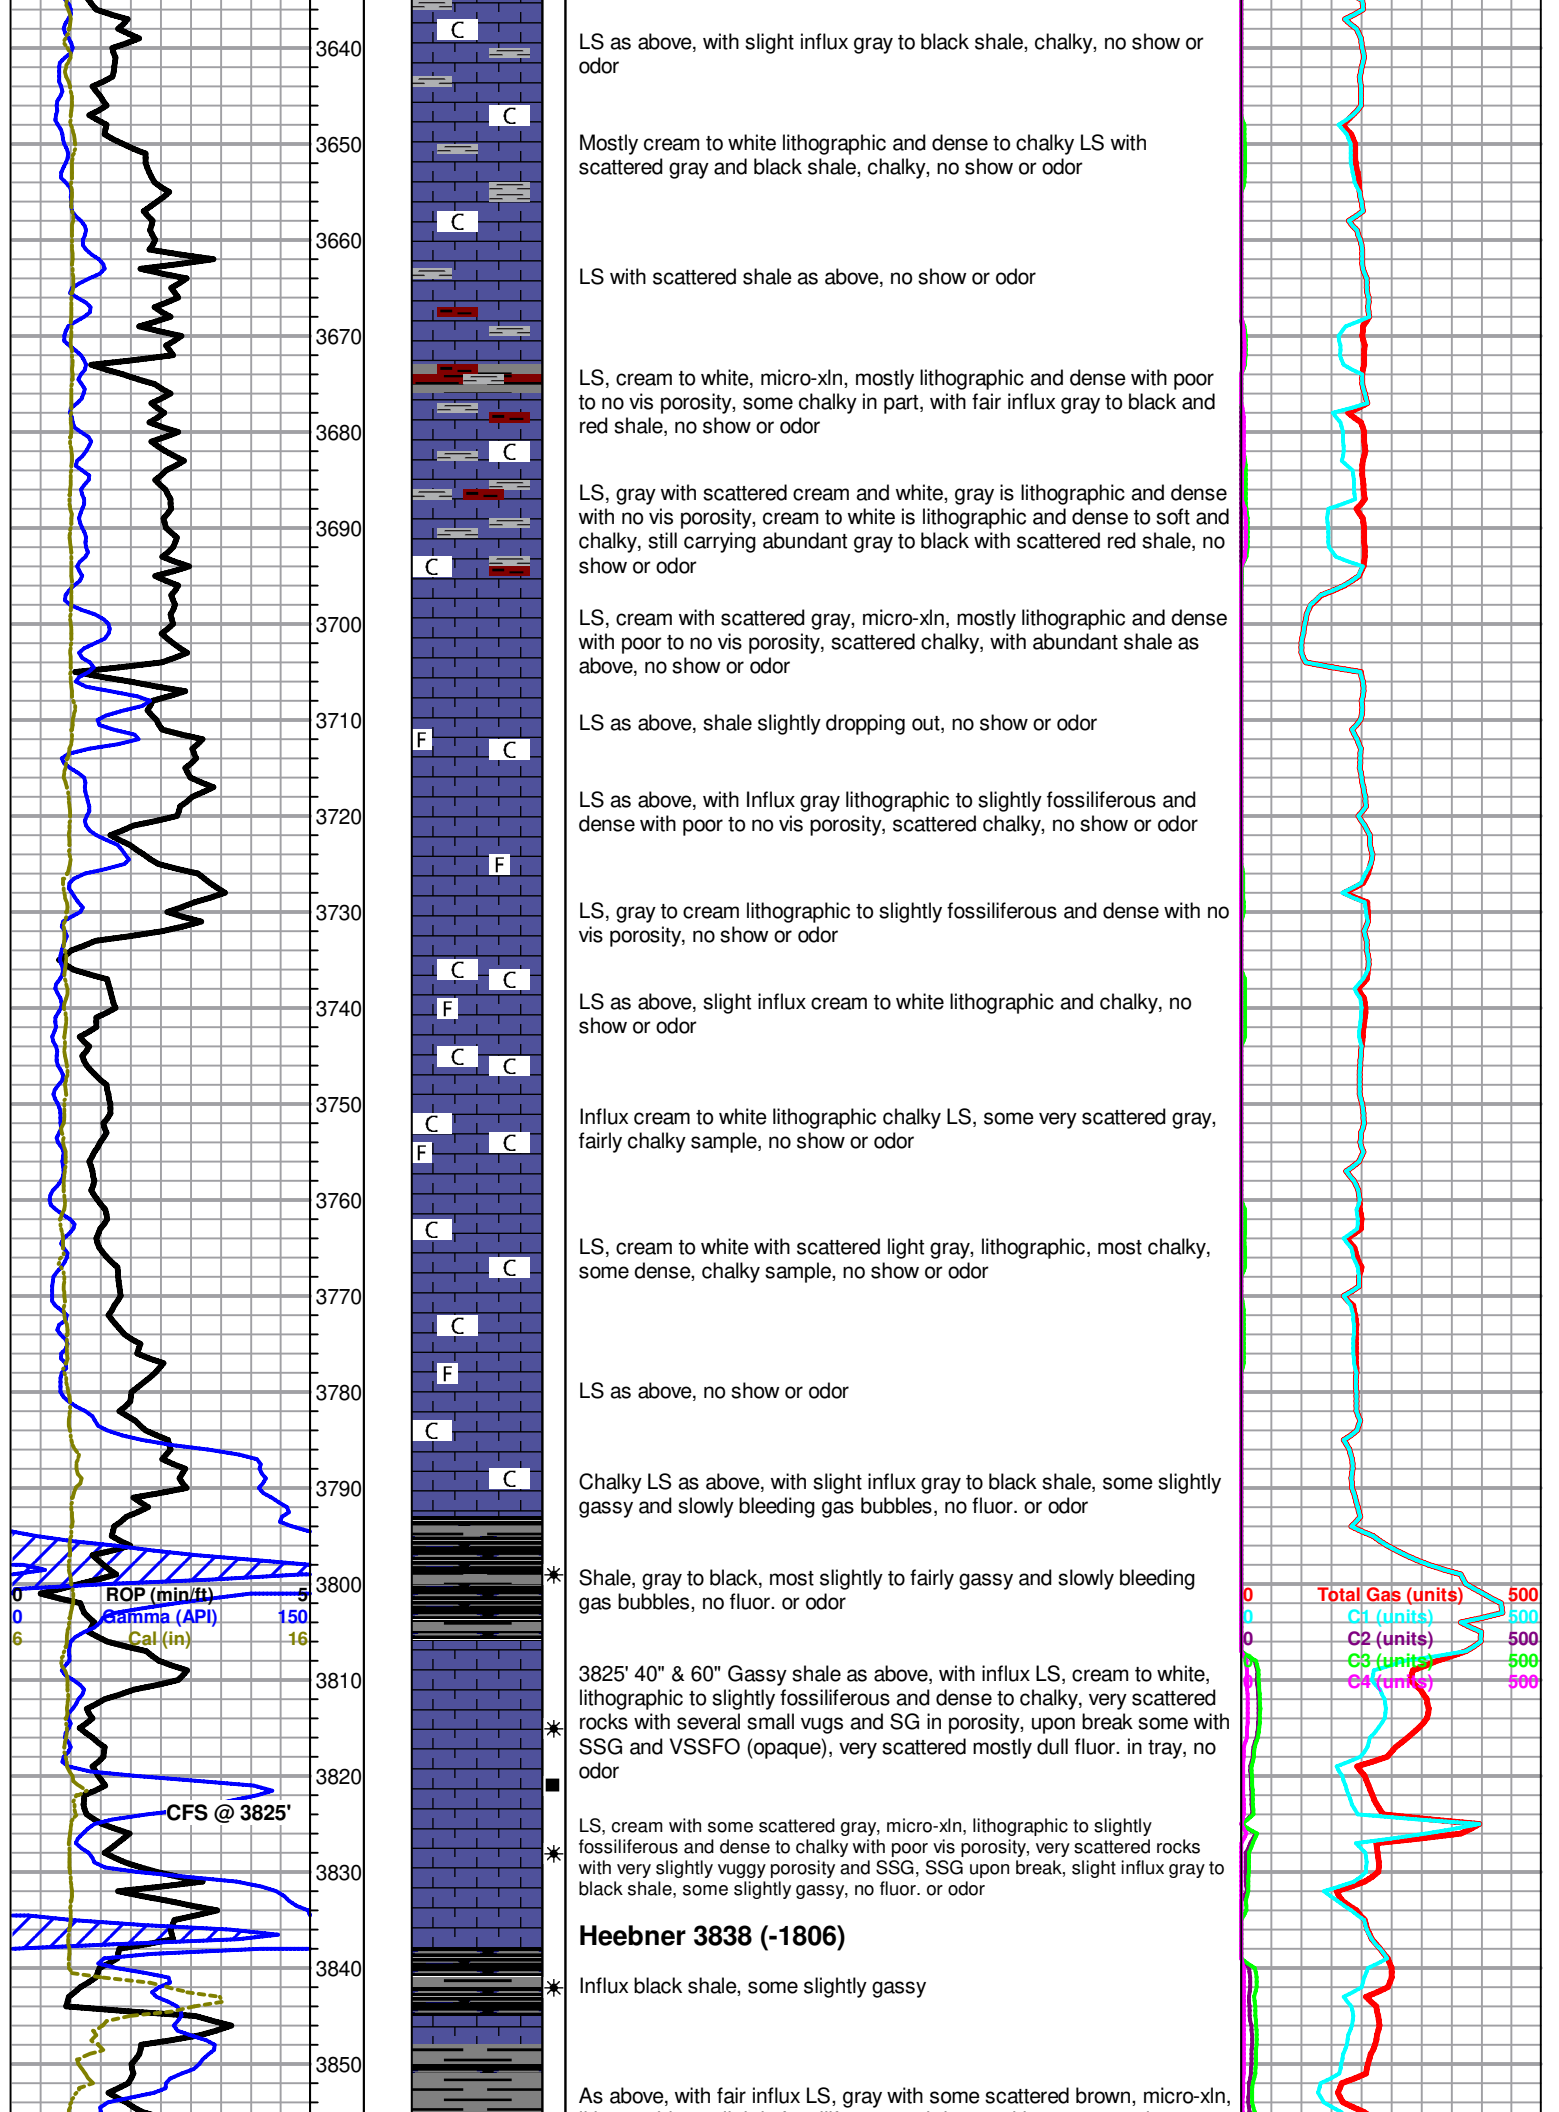 C
3640
LS as above, with slight influx gray to black shale, chalky, no show or
odor
C
3650
Mostly cream to white lithographic and dense to chalky LS with
scattered gray and black shale, chalky, no show or odor
C
3660
LS with scattered shale as above, no show or odor
3670
LS, cream to white, micro-xln, mostly lithographic and dense with poor
to no vis porosity, some chalky in part, with fair influx gray to black and
red shale, no show or odor
3680
C
LS, gray with scattered cream and white, gray is lithographic and dense
with no vis porosity, cream to white is lithographic and dense to soft and
chalky, still carrying abundant gray to black with scattered red shale, no
show or odor
3690
C
LS, cream with scattered gray, micro-xln, mostly lithographic and dense
with poor to no vis porosity, scattered chalky, with abundant shale as
above, no show or odor
3700
3710
LS as above, shale slightly dropping out, no show or odor
F
C
LS as above, with Influx gray lithographic to slightly fossiliferous and
dense with poor to no vis porosity, scattered chalky, no show or odor
3720
F
3730
LS, gray to cream lithographic to slightly fossiliferous and dense with no
vis porosity, no show or odor
C
C
3740
F
LS as above, slight influx cream to white lithographic and chalky, no
show or odor
C
C
3750
Influx cream to white lithographic chalky LS, some very scattered gray,
fairly chalky sample, no show or odor
C
C
F
3760
C
LS, cream to white with scattered light gray, lithographic, most chalky,
some dense, chalky sample, no show or odor
C
3770
C
F
3780
LS as above, no show or odor
C
C
3790
Chalky LS as above, with slight influx gray to black shale, some slightly
gassy and slowly bleeding gas bubbles, no fluor. or odor
3800
Shale, gray to black, most slightly to fairly gassy and slowly bleeding
gas bubbles, no fluor. or odor
0 ROP (min/ft) 5
0 Gamma (API) 150
6 Cal (in) 16
0 Total Gas (units) 500
0 C1 (units) 500
0 C2 (units) 500
C3 (units) 500
C4 (units) 500
3810
3825' 40" & 60" Gassy shale as above, with influx LS, cream to white,
lithographic to slightly fossiliferous and dense to chalky, very scattered
rocks with several small vugs and SG in porosity, upon break some with
SSG and VSSFO (opaque), very scattered mostly dull fluor. in tray, no
odor
3820
CFS @ 3825'
LS, cream with some scattered gray, micro-xln, lithographic to slightly
fossiliferous and dense to chalky with poor vis porosity, very scattered rocks
with very slightly vuggy porosity and SSG, SSG upon break, slight influx gray to
black shale, some slightly gassy, no fluor. or odor
3830
Heebner 3838 (-1806)
3840
Influx black shale, some slightly gassy
3850
As above, with fair influx LS, gray with some scattered brown, micro-xln,